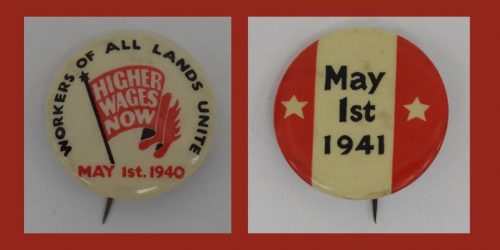 WORKERS OF ALL LANDS UNITE
HIGHER
WAGES
NOW
MAY 1st. 1940
May
1st
1941